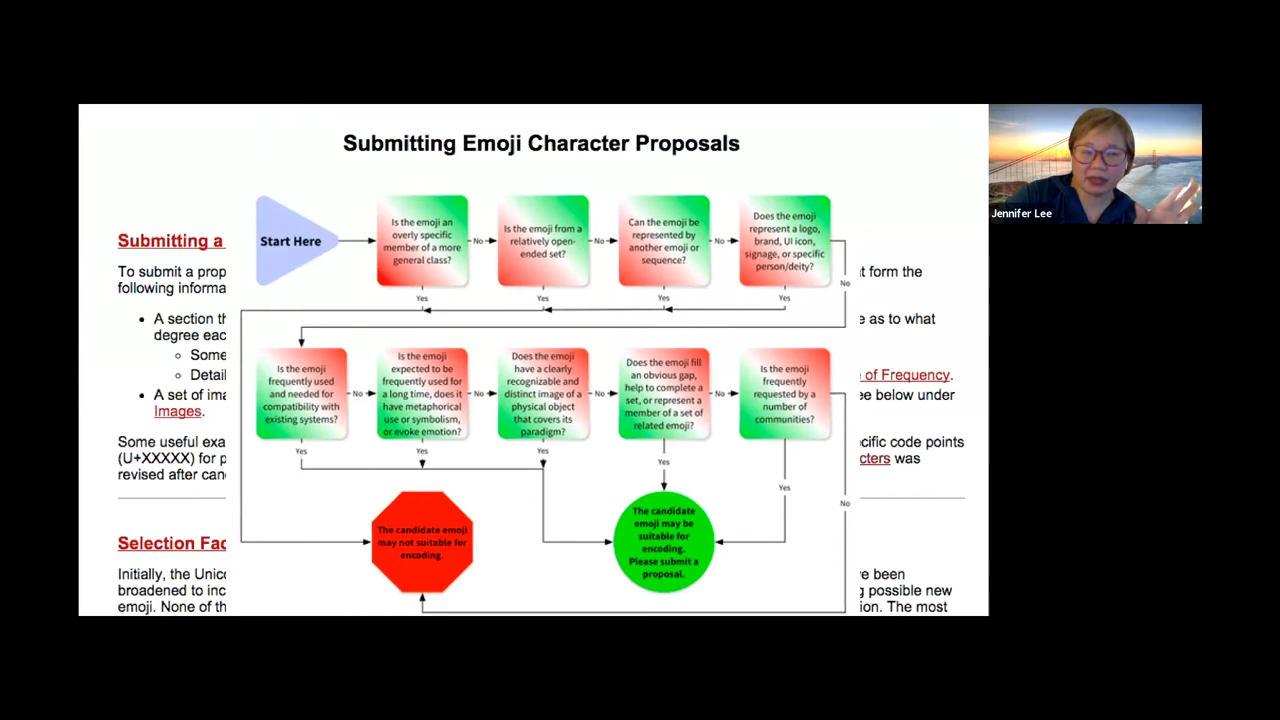 Submitting Emoji Character Proposals
Jennifer Lee
Start Here
Is the emoji an
overly specific
member of a more
general class?
No
Is the emoji from a
relatively open-
ended set?
No
Can the emoji be
represented by
another emoji or
sequence?
No
Does the emoji
represent a logo,
brand, UI icon,
signage, or specific
person/deity?
No
Yes
Yes
Yes
Yes
Is the emoji
frequently used
and needed for
compatibility with
existing systems?
No
Is the emoji
expected to be
frequently used for
a long time, does it
have metaphorical
use or symbolism,
or evoke emotion?
No
Does the emoji
have a clearly
recognizable and
distinct image of a
physical object
that covers its
paradigm?
No
Does the emoji fill
an obvious gap,
help to complete a
set, or represent a
member of a set of
related emoji?
No
Is the emoji
frequently
requested by a
number of
communities?
Yes
Yes
Yes
Yes
Yes
No
The candidate emoji
may not suitable for
encoding.
The candidate
emoji may be
suitable for
encoding.
Please submit a
proposal.
Submitting a
To submit a prop
t form the
following informa
• A section th
e as to what
degree eac
◦ Some
◦ Detail
e of Frequency.
• A set of ima
ee below under
Images.
Some useful exa
cific code points
(U+XXXXX) for p
cters was
revised after can
Selection Fac
Initially, the Unico
ve been
broadened to inc
g possible new
emoji. None of th
ion. The most